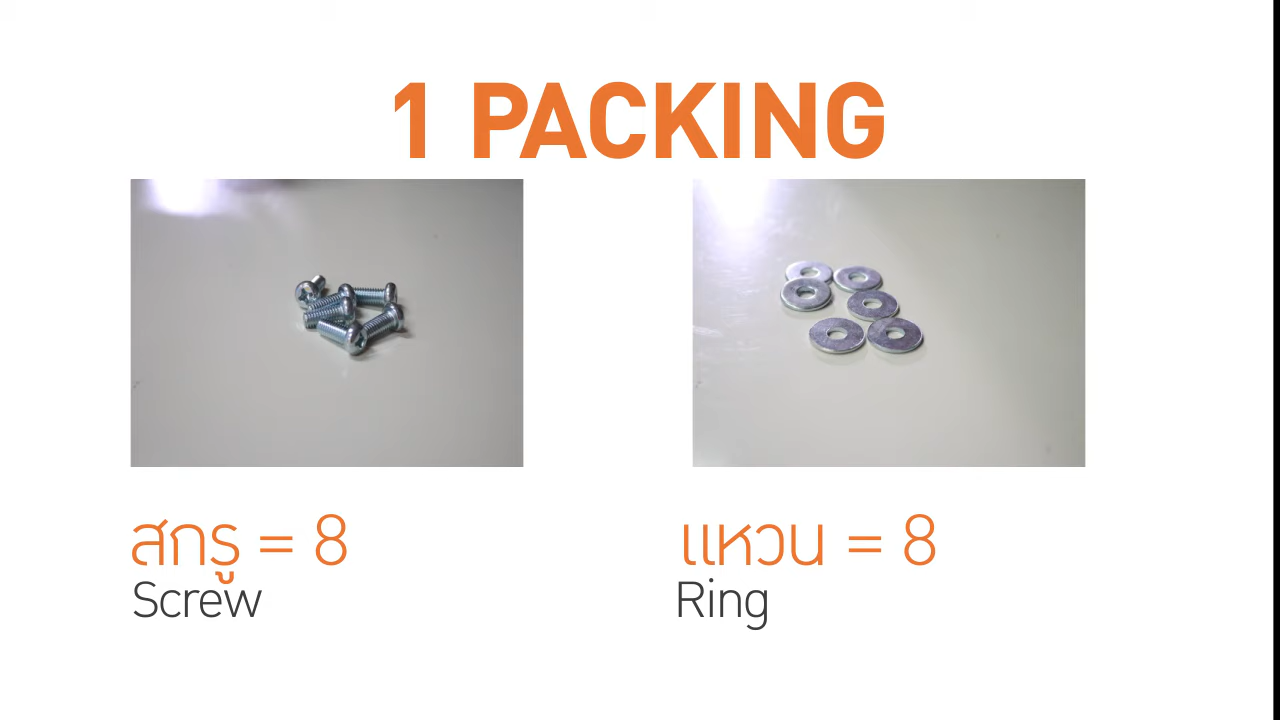 1 PACKING
สกรู = 8
Screw
แหวน = 8
Ring